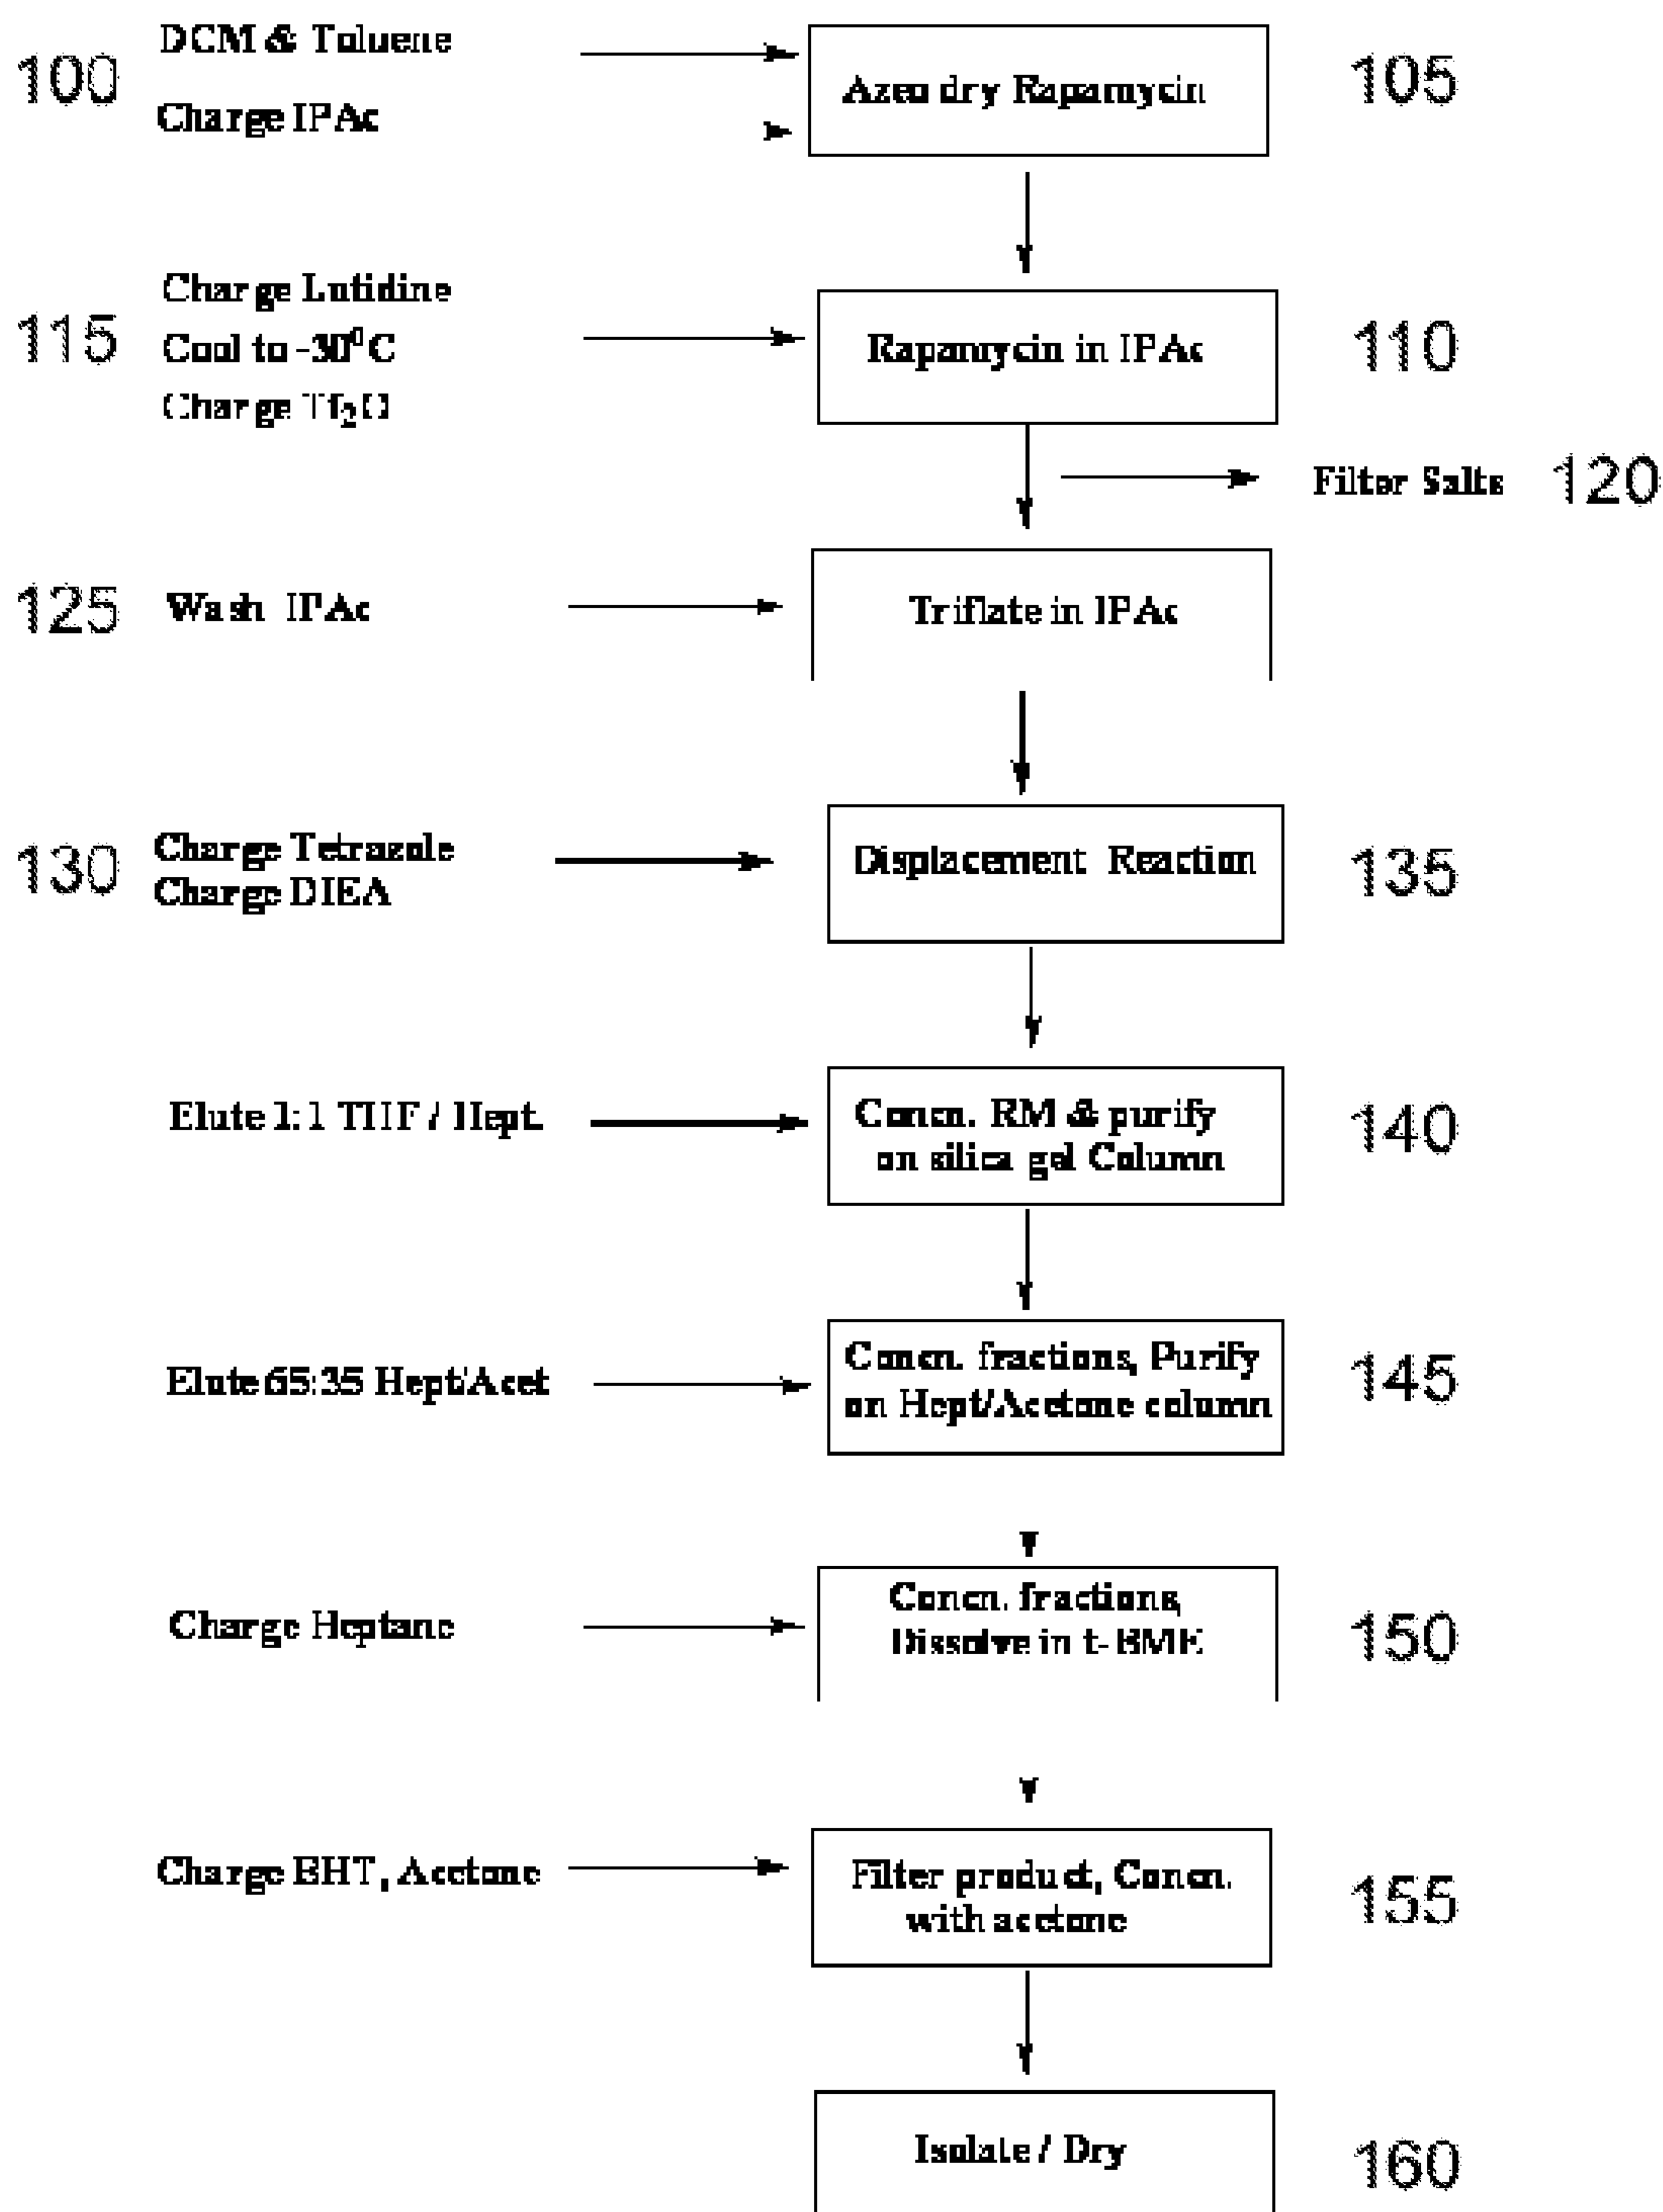 100
DCM & Toluene
Charge IPAc
Azeo dry Rapamycin
105
115
Charge Lutidine
Cool to -30⁰C
Charge Tf₂O
Rapamycin in IPAc
110
Filter Salts
120
125
Wash IPAc
Triflate in IPAc
130
Charge Tetrazole
Charge DIEA
Displacement Reaction
135
Elute 1:1 THF / Hept.
Concn. RM & purify
on silica gel Column
140
Elute 65:35 Hept/Acet
Concn. fractions, Purify
on Hept/Acetone column
145
Charge Heptane
Concn. fractions,
Dissolve in t-BME
150
Charge BHT, Acetone
Filter product, Concn.
with acetone
155
Isolate / Dry
160